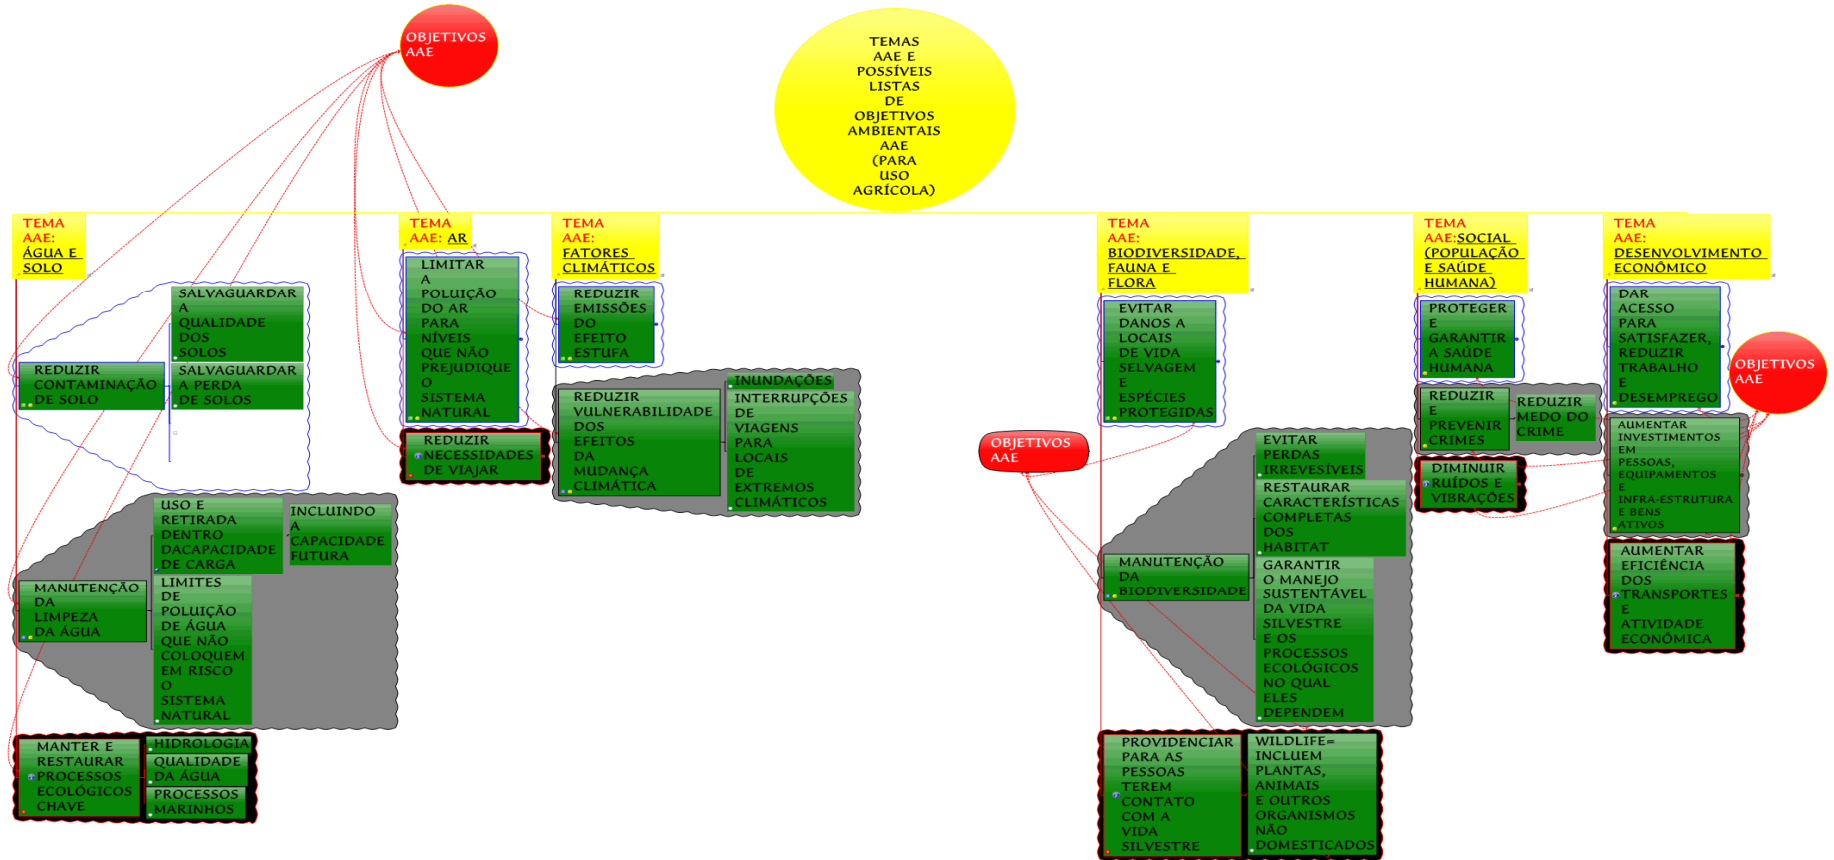 OBJETIVOS
AAE
TEMAS
AAE E
POSSÍVEIS
LISTAS
DE
OBJETIVOS
AMBIENTAIS
AAE
(PARA
USO
AGRÍCOLA)
TEMA
AAE:
ÁGUA E
SOLO
REDUZIR
CONTAMINAÇÃO
DE SOLO
SALVAGUARDAR
A
QUALIDADE
DOS
SOLOS
SALVAGUARDAR
A PERDA
DE SOLOS
MANUTENÇÃO
DA
LIMPEZA
DA ÁGUA
USO E
RETIRADA
DENTRO
DACAPACIDADE
DE CARGA
INCLUINDO
A
CAPACIDADE
FUTURA
LIMITES
DE
POLUIÇÃO
DE ÁGUA
QUE NÃO
COLOQUEM
EM RISCO
O
SISTEMA
NATURAL
MANTER E
RESTAURAR
PROCESSOS
ECOLÓGICOS
CHAVE
HIDROLOGIA
QUALIDADE
DA ÁGUA
PROCESSOS
MARINHOS
TEMA
AAE: AR
LIMITAR
A
POLUIÇÃO
DO AR
PARA
NÍVEIS
QUE NÃO
PREJUDIQUE
O
SISTEMA
NATURAL
REDUZIR
NECESSIDADES
DE VIAJAR
TEMA
AAE:
FATORES
CLIMÁTICOS
REDUZIR
EMISSÕES
DO
EFEITO
ESTUFA
REDUZIR
VULNERABILIDADE
DOS
EFEITOS
DA
MUDANÇA
CLIMÁTICA
INUNDAÇÕES
INTERRUPÇÕES
DE
VIAGENS
PARA
LOCAIS
DE
EXTREMOS
CLIMÁTICOS
TEMA
AAE:
BIODIVERSIDADE,
FAUNA E
FLORA
EVITAR
DANOS A
LOCAIS
DE VIDA
SELVAGEM
E
ESPÉCIES
PROTEGIDAS
OBJETIVOS
AAE
MANUTENÇÃO
DA
BIODIVERSIDADE
EVITAR
PERDAS
IRREVESÍVEIS
RESTAURAR
CARACTERÍSTICAS
COMPLETAS
DOS
HABITAT
GARANTIR
O MANEJO
SUSTENTÁVEL
DA VIDA
SILVESTRE
E OS
PROCESSOS
ECOLÓGICOS
NO QUAL
ELES
DEPENDEM
PROVIDENCIAR
PARA AS
PESSOAS
TEREM
CONTATO
COM A
VIDA
SILVESTRE
WILDLIFE=
INCLUEM
PLANTAS,
ANIMAIS
E OUTROS
ORGANISMOS
NÃO
DOMESTICADOS
TEMA
AAE:SOCIAL
(POPULAÇÃO
E SAÚDE
HUMANA)
PROTEGER
E
GARANTIR
A SAÚDE
HUMANA
REDUZIR
E
PREVENIR
CRIMES
REDUZIR
MEDO DO
CRIME
DIMINUIR
RUÍDOS E
VIBRAÇÕES
TEMA
AAE:
DESENVOLVIMENTO
ECONÔMICO
DAR
ACESSO
PARA
SATISFAZER,
REDUZIR
TRABALHO
E
DESEMPREGO
OBJETIVOS
AAE
AUMENTAR
INVESTIMENTOS
EM
PESSOAS,
EQUIPAMENTOS
E
INFRA-ESTRUTURA
E BENS
ATIVOS
AUMENTAR
EFICIÊNCIA
DOS
TRANSPORTES
E
ATIVIDADE
ECONÔMICA